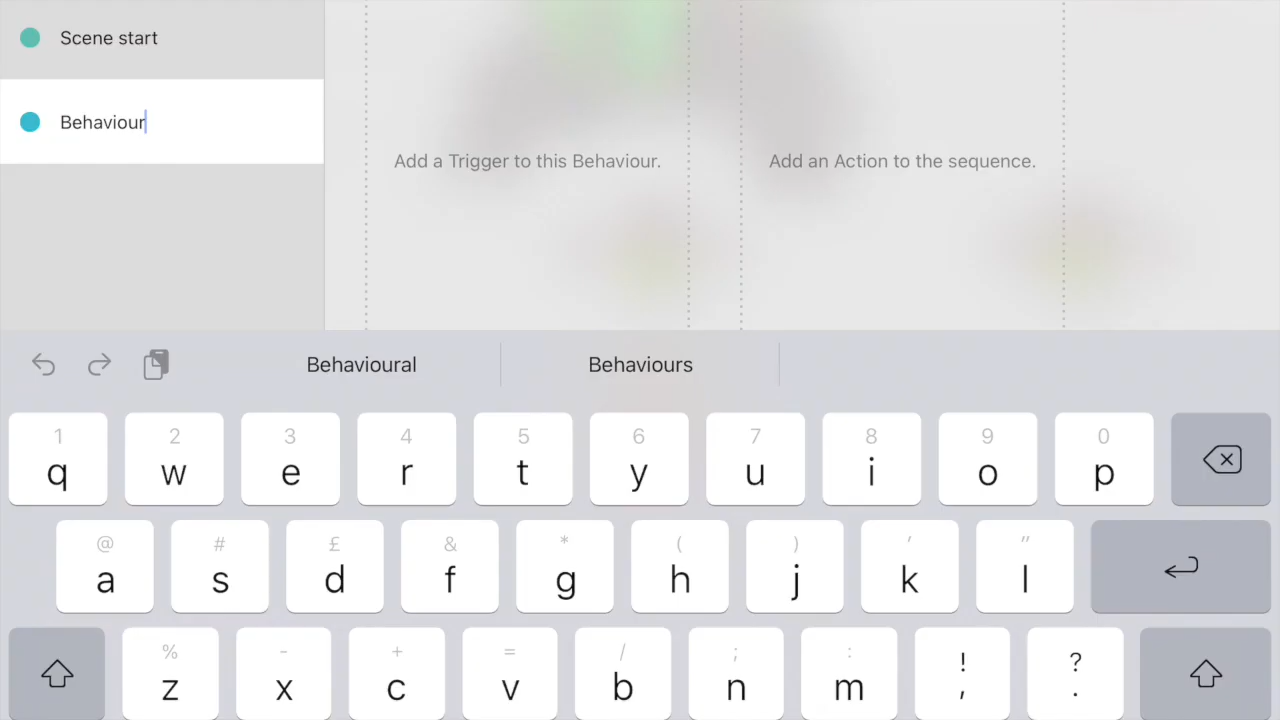 Scene start
Behaviour
Add a Trigger to this Behaviour.
Add an Action to the sequence.
Behavioural
Behaviours
1 2 3 4 5 6 7 8 9 0
q w e r t y u i o p
@ # £ & * ( ) ' "
a s d f g h j k l
% - + = / ; : ! ?
z x c v b n m , .